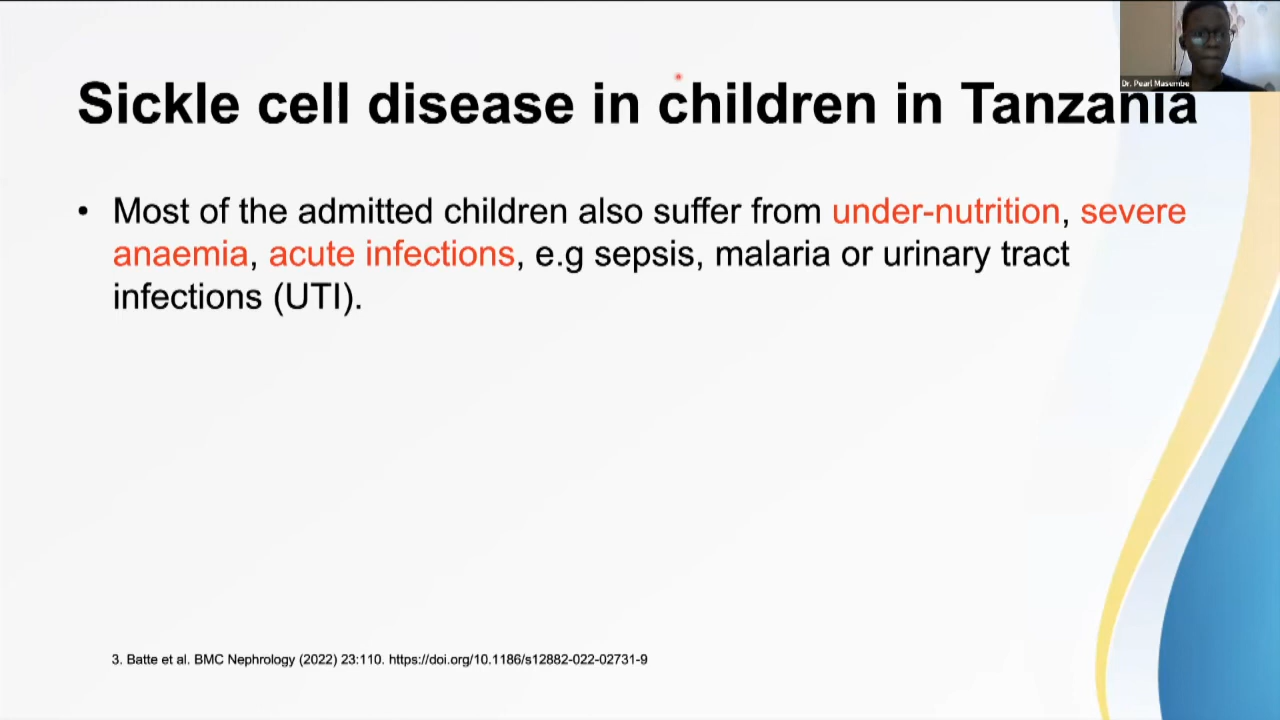 Dr. Pearl Masembe
Sickle cell disease in children in Tanzania
• Most of the admitted children also suffer from under-nutrition, severe
anaemia, acute infections, e.g sepsis, malaria or urinary tract
infections (UTI).
3. Batte et al. BMC Nephrology (2022) 23:110. https://doi.org/10.1186/s12882-022-02731-9